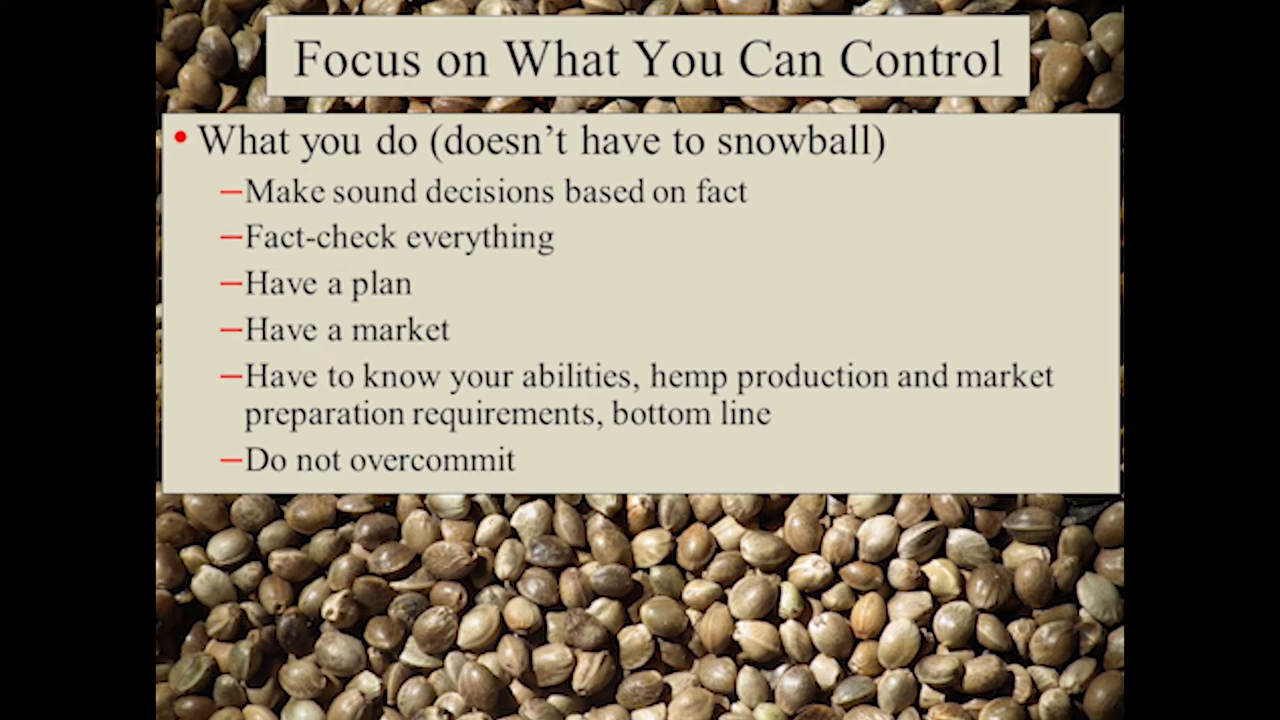 Focus on What You Can Control
• What you do (doesn’t have to snowball)
–Make sound decisions based on fact
–Fact-check everything
–Have a plan
–Have a market
–Have to know your abilities, hemp production and market
preparation requirements, bottom line
–Do not overcommit